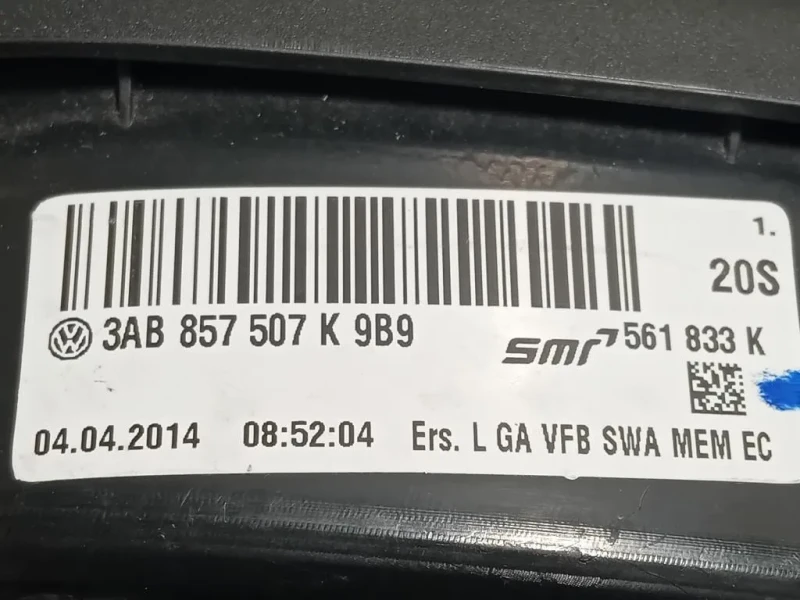 1.
20S
VW 3AB 857 507 K 9B9
smr 561 833 K
04.04.2014 08:52:04 Ers. L GA VFB SWA MEM EC